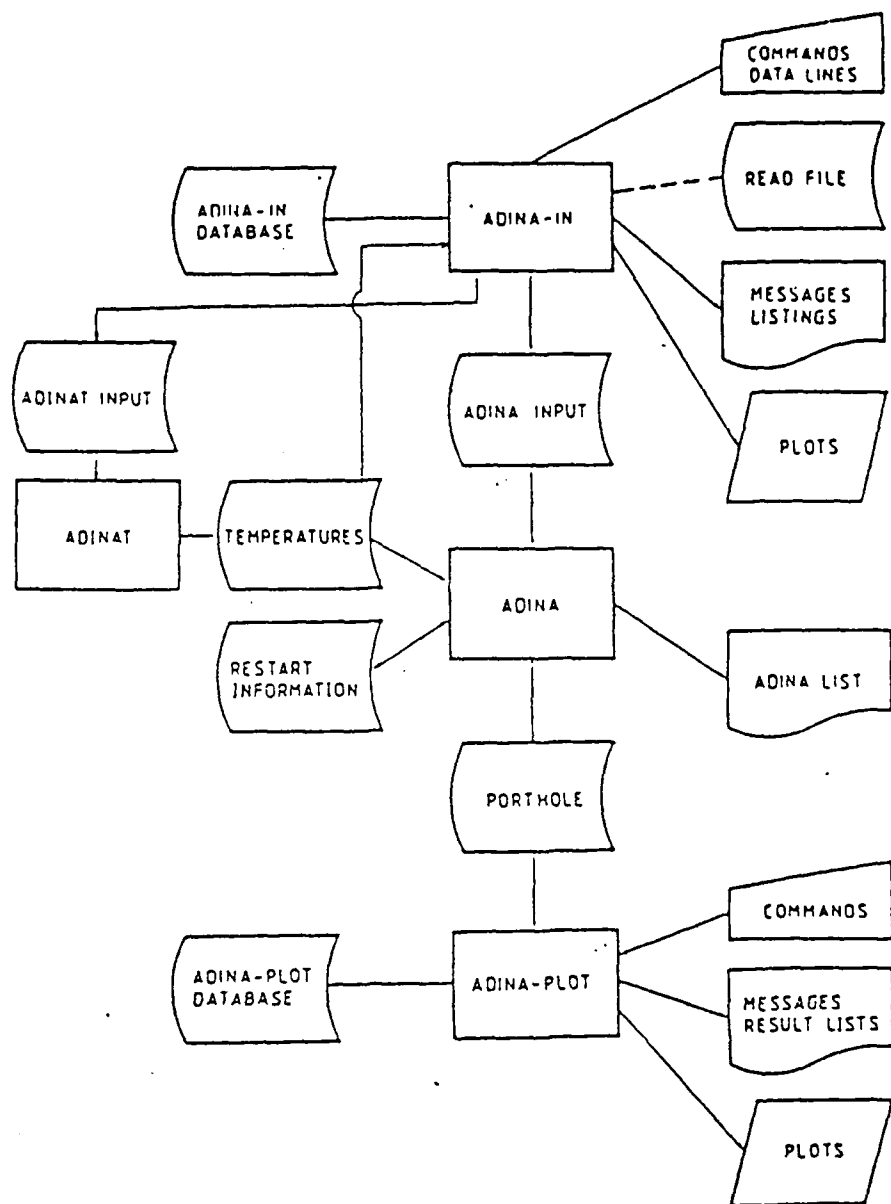 COMMANDS
DATA LINES
READ FILE
ADINA-IN
DATABASE
ADINA-IN
MESSAGES
LISTINGS
ADINAT INPUT
ADINA INPUT
PLOTS
ADINAT
TEMPERATURES
ADINA
RESTART
INFORMATION
ADINA LIST
PORTHOLE
COMMANDS
ADINA-PLOT
DATABASE
ADINA-PLOT
MESSAGES
RESULT LISTS
PLOTS